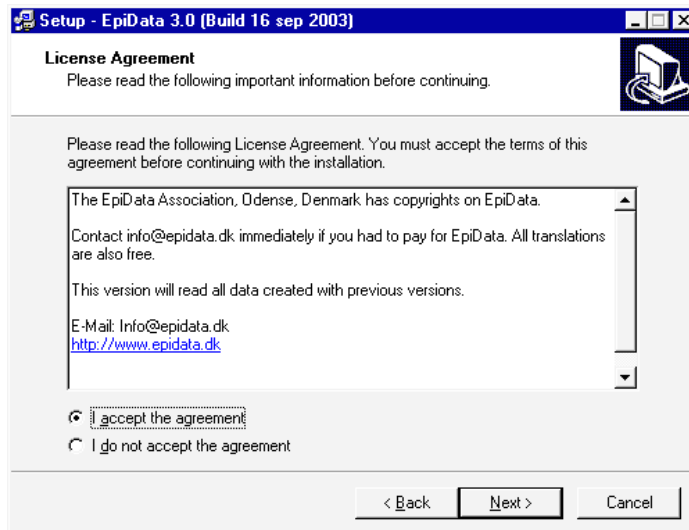 Setup - EpiData 3.0 (Build 16 sep 2003)
License Agreement
Please read the following important information before continuing.
Please read the following License Agreement. You must accept the terms of this
agreement before continuing with the installation.
The EpiData Association, Odense, Denmark has copyrights on EpiData.
Contact info@epidata.dk immediately if you had to pay for EpiData. All translations
are also free.
This version will read all data created with previous versions.
E-Mail: Info@epidata.dk
http://www.epidata.dk
I accept the agreement
I do not accept the agreement
< Back
Next >
Cancel